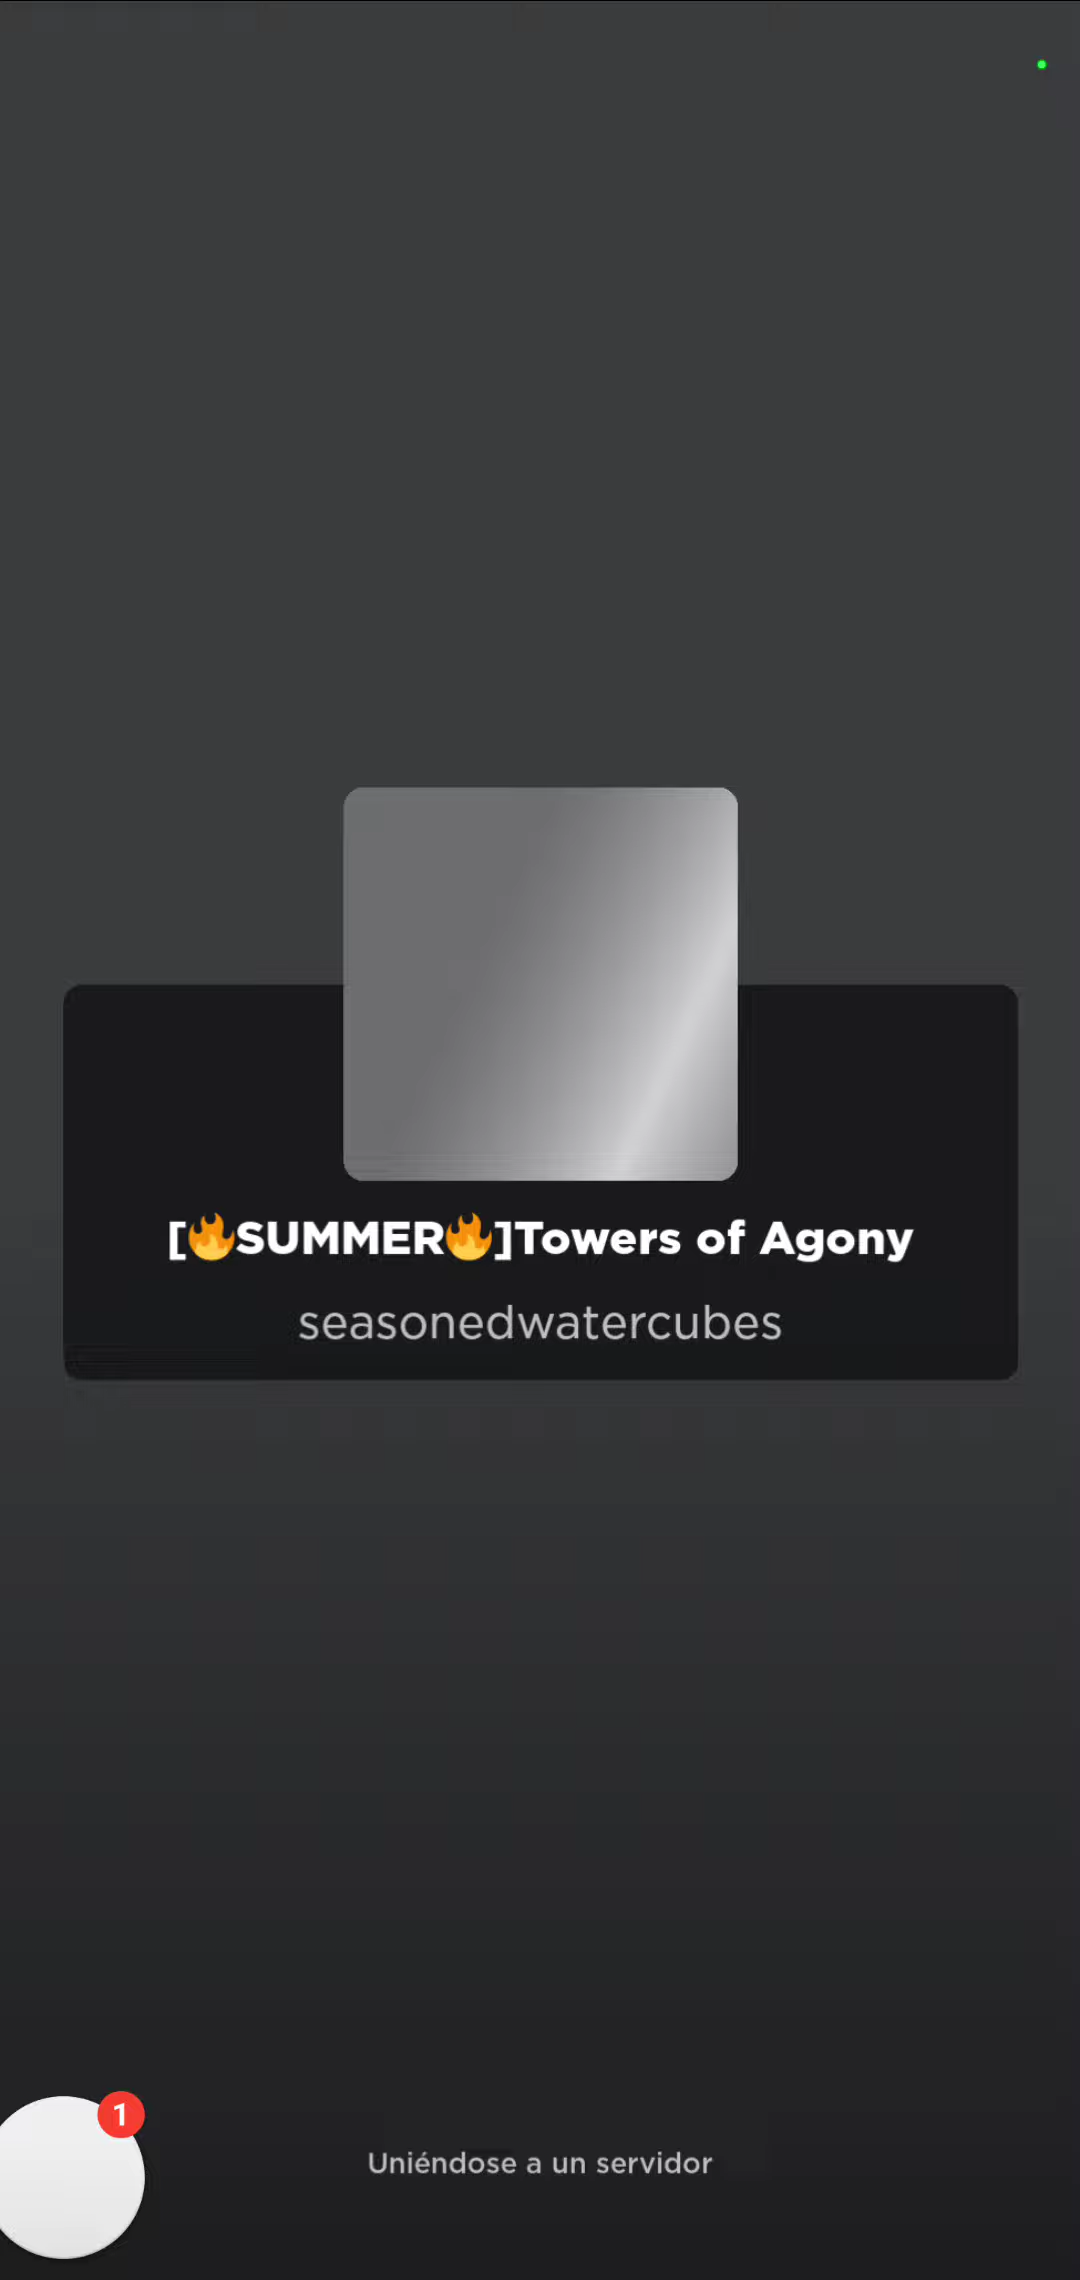 [🔥SUMMER🔥]Towers of Agony
seasonedwatercubes
1
Uniéndose a un servidor